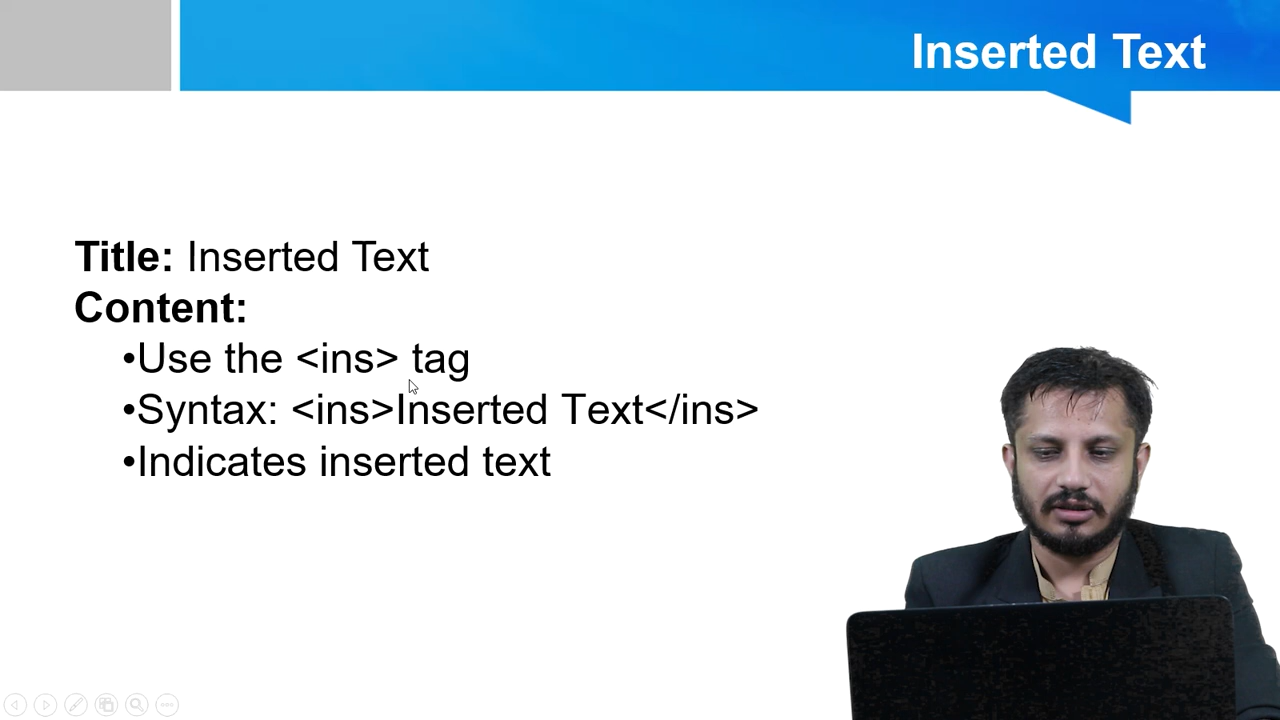 Inserted Text
Title: Inserted Text
Content:
•Use the <ins> tag
•Syntax: <ins>Inserted Text</ins>
•Indicates inserted text